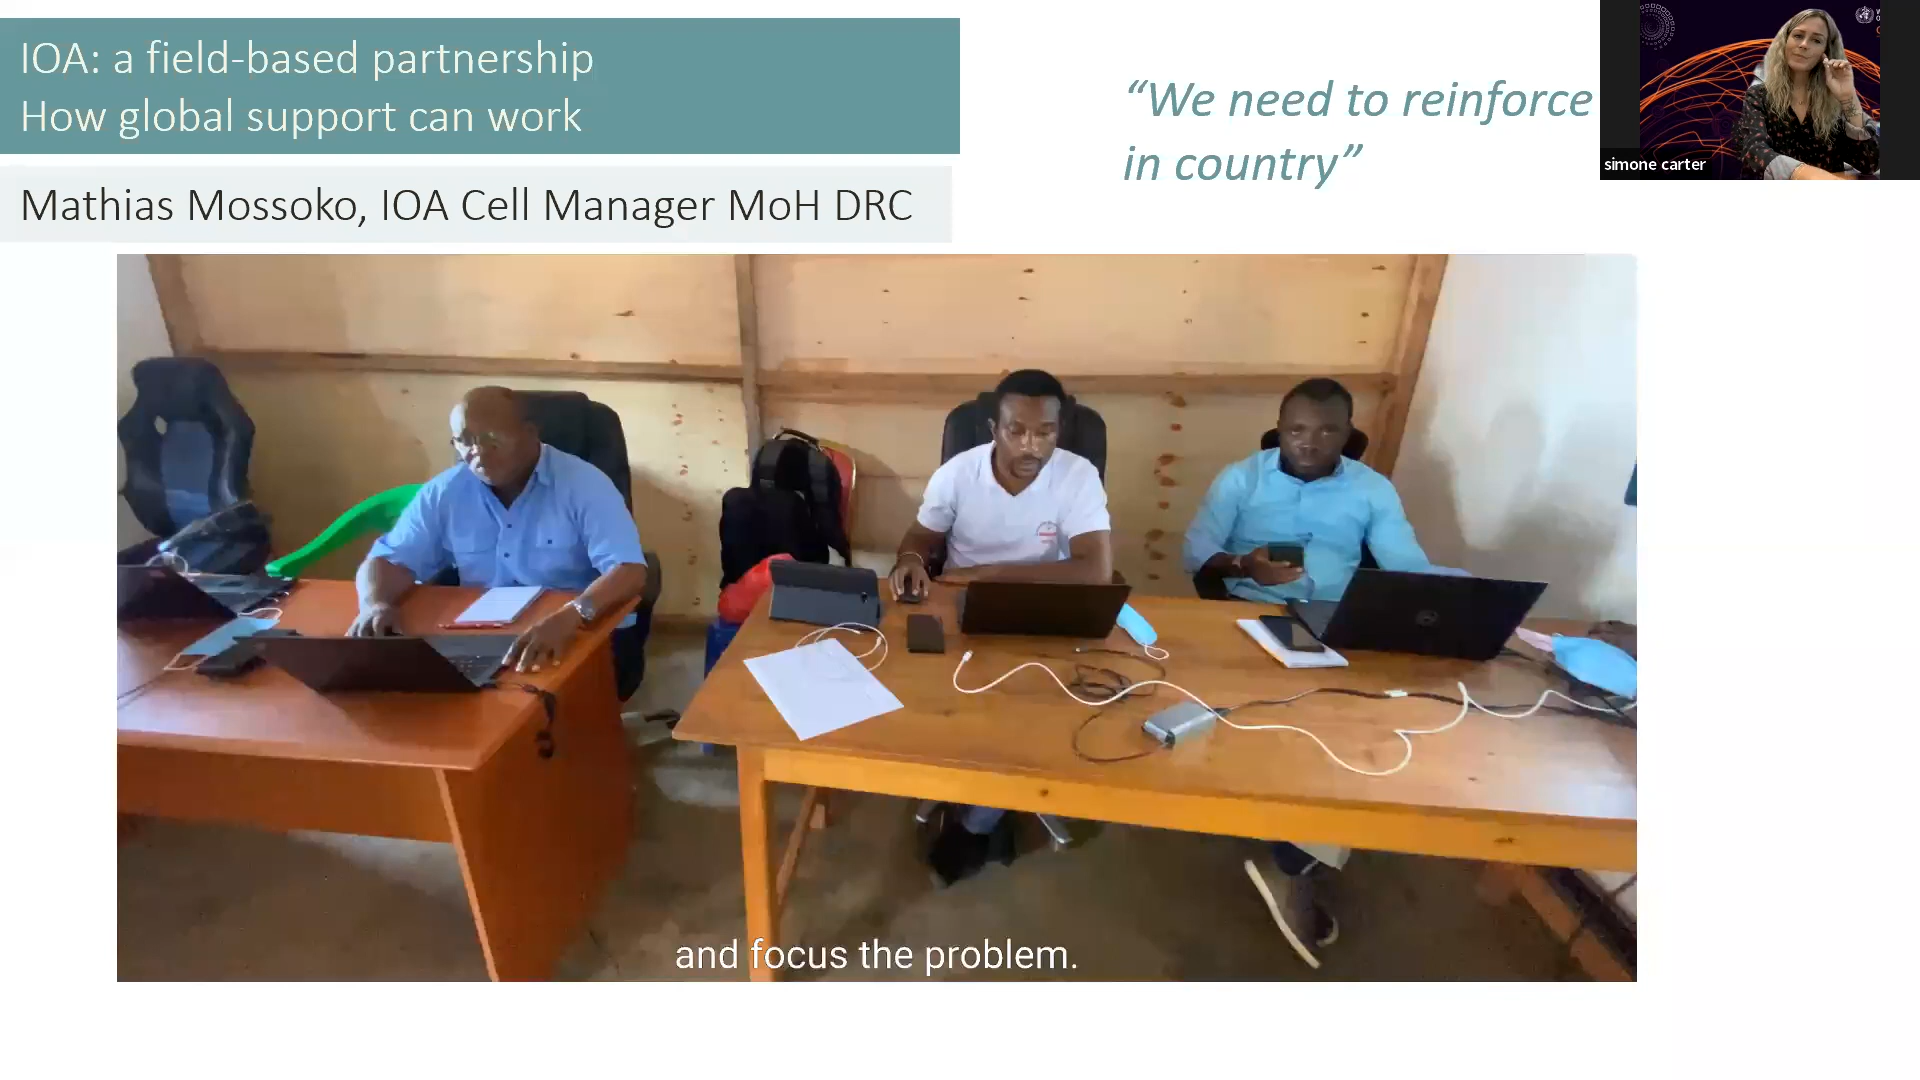 IOA: a field-based partnership
How global support can work
Mathias Mossoko, IOA Cell Manager MoH DRC
“We need to reinforce
in country”
simone carter
and focus the problem.